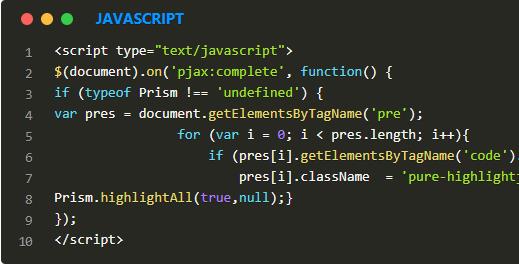 JAVASCRIPT
1 <script type="text/javascript">
2 $(document).on('pjax:complete', function() {
3 if (typeof Prism !== 'undefined') {
4 var pres = document.getElementsByTagName('pre');
5 for (var i = 0; i < pres.length; i++){
6 if (pres[i].getElementsByTagName('code').
7 pres[i].className = 'pure-highlight
8 Prism.highlightAll(true,null);}
9 });
10 </script>